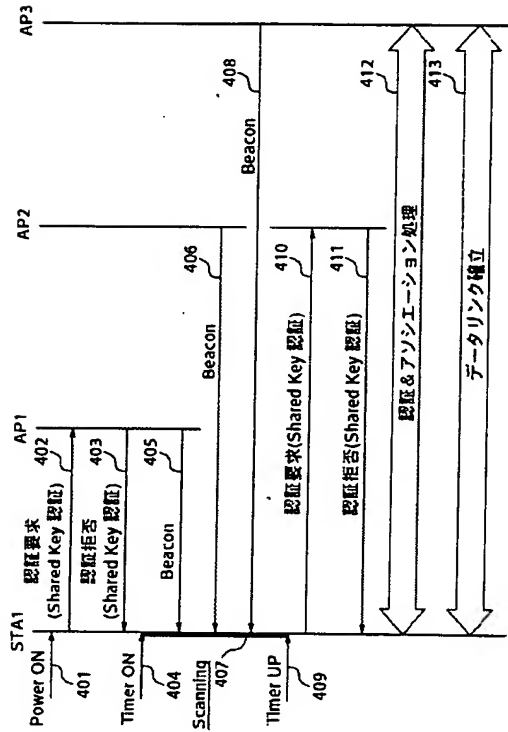 STA1
AP1
AP2
AP3
Power ON
401
認証要求
(Shared Key 認証)
402
認証拒否
(Shared Key 認証)
403
Timer ON
404
Beacon
405
Beacon
406
Scanning
407
Beacon
408
Timer UP
409
認証要求(Shared Key 認証)
410
認証拒否(Shared Key 認証)
411
認証&アソシエーション処理
412
データリンク確立
413